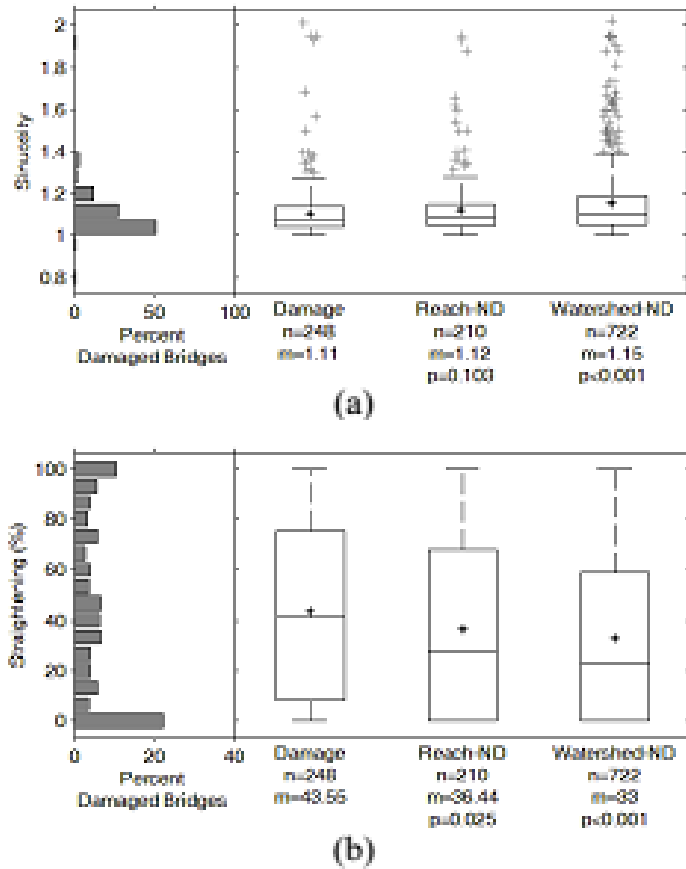 2
1.8
1.6
1.4
1.2
1
0.8
Sinuosity
0 50 100
Percent
Damaged Bridges
Damage
n=248
m=1.11
Reach-ND
n=210
m=1.12
p=0.103
Watershed-ND
n=722
m=1.15
p<0.001
(a)
100
80
60
40
20
0
Straightening (%)
0 20 40
Percent
Damaged Bridges
Damage
n=248
m=43.55
Reach-ND
n=210
m=36.44
p=0.025
Watershed-ND
n=722
m=33
p<0.001
(b)